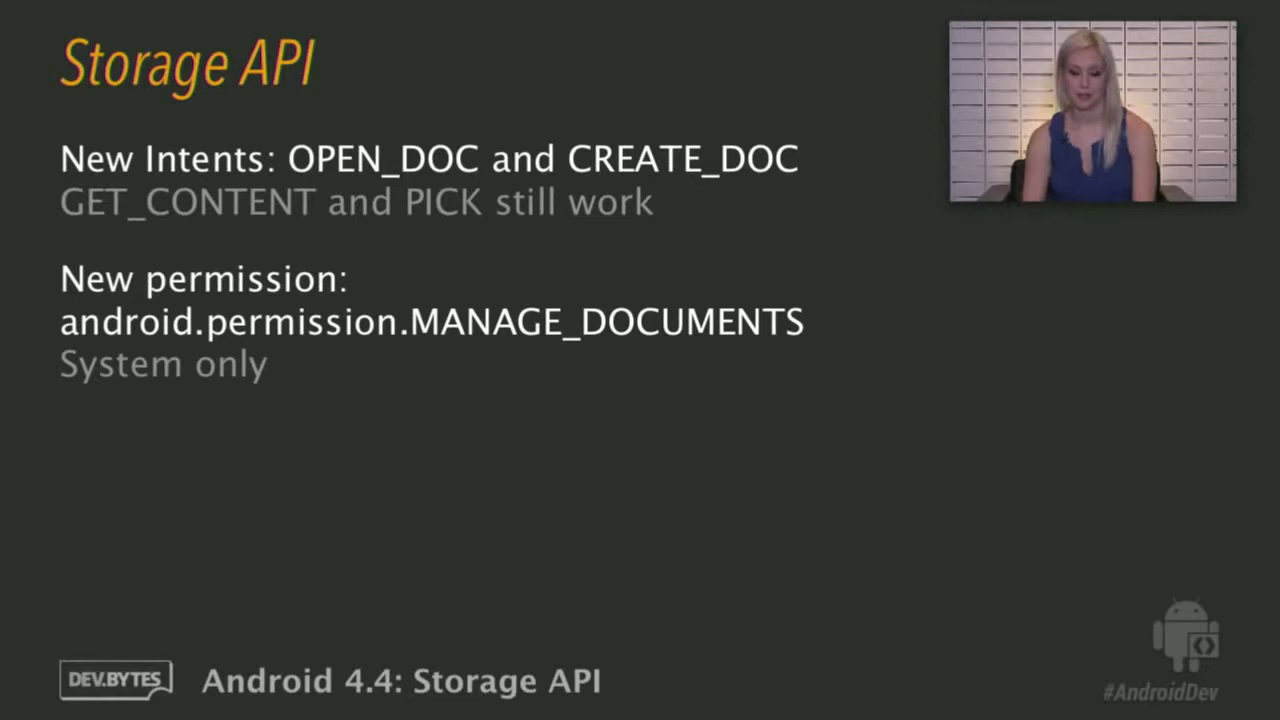 Storage API
New Intents: OPEN_DOC and CREATE_DOC
GET_CONTENT and PICK still work
New permission:
android.permission.MANAGE_DOCUMENTS
System only
DEV.BYTES Android 4.4: Storage API
#AndroidDev